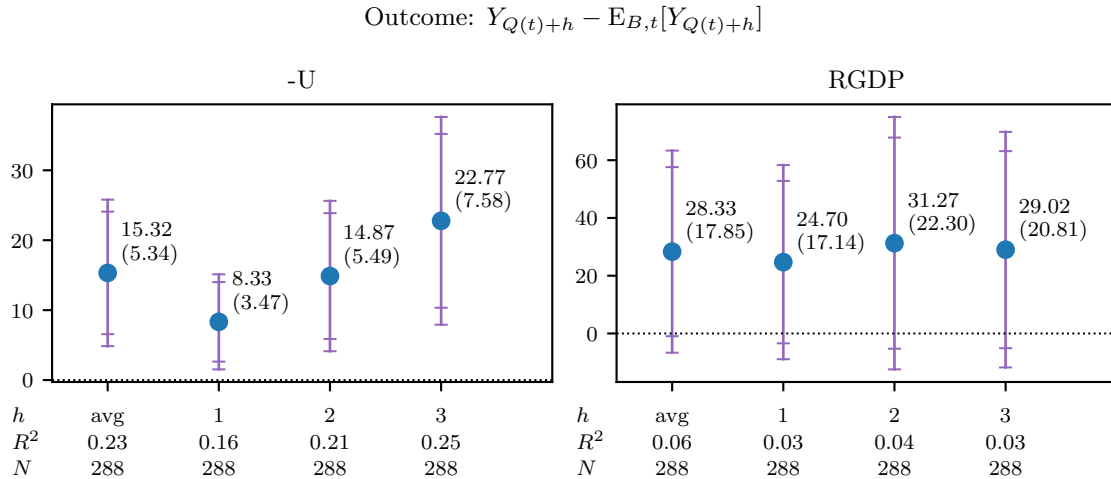 Outcome: Y_{Q(t)+h} − E_{B,t}[Y_{Q(t)+h}]
-U
30
20
10
0
15.32
(5.34)
8.33
(3.47)
14.87
(5.49)
22.77
(7.58)
h avg 1 2 3
R² 0.23 0.16 0.21 0.25
N 288 288 288 288
RGDP
60
40
20
0
28.33
(17.85)
24.70
(17.14)
31.27
(22.30)
29.02
(20.81)
h avg 1 2 3
R² 0.06 0.03 0.04 0.03
N 288 288 288 288